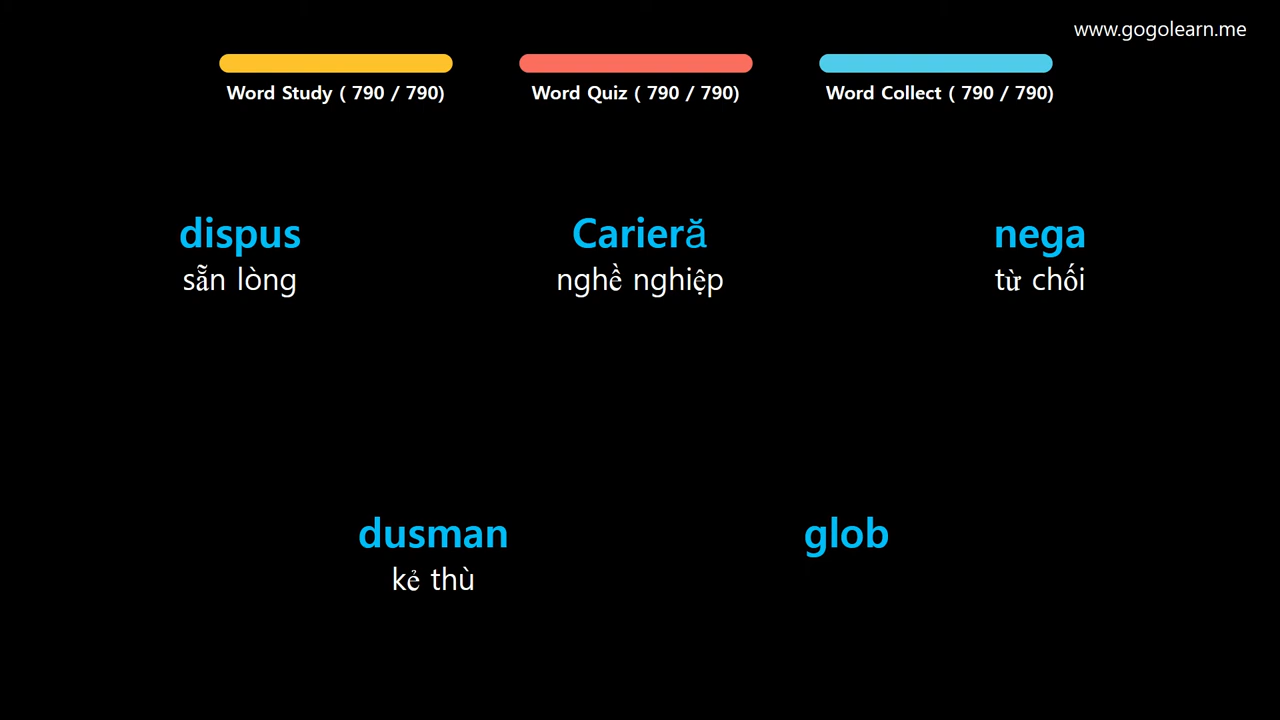 www.gogolearn.me
Word Study ( 790 / 790)
Word Quiz ( 790 / 790)
Word Collect ( 790 / 790)
dispus
sẵn lòng
Carieră
nghề nghiệp
nega
từ chối
dusman
kẻ thù
glob